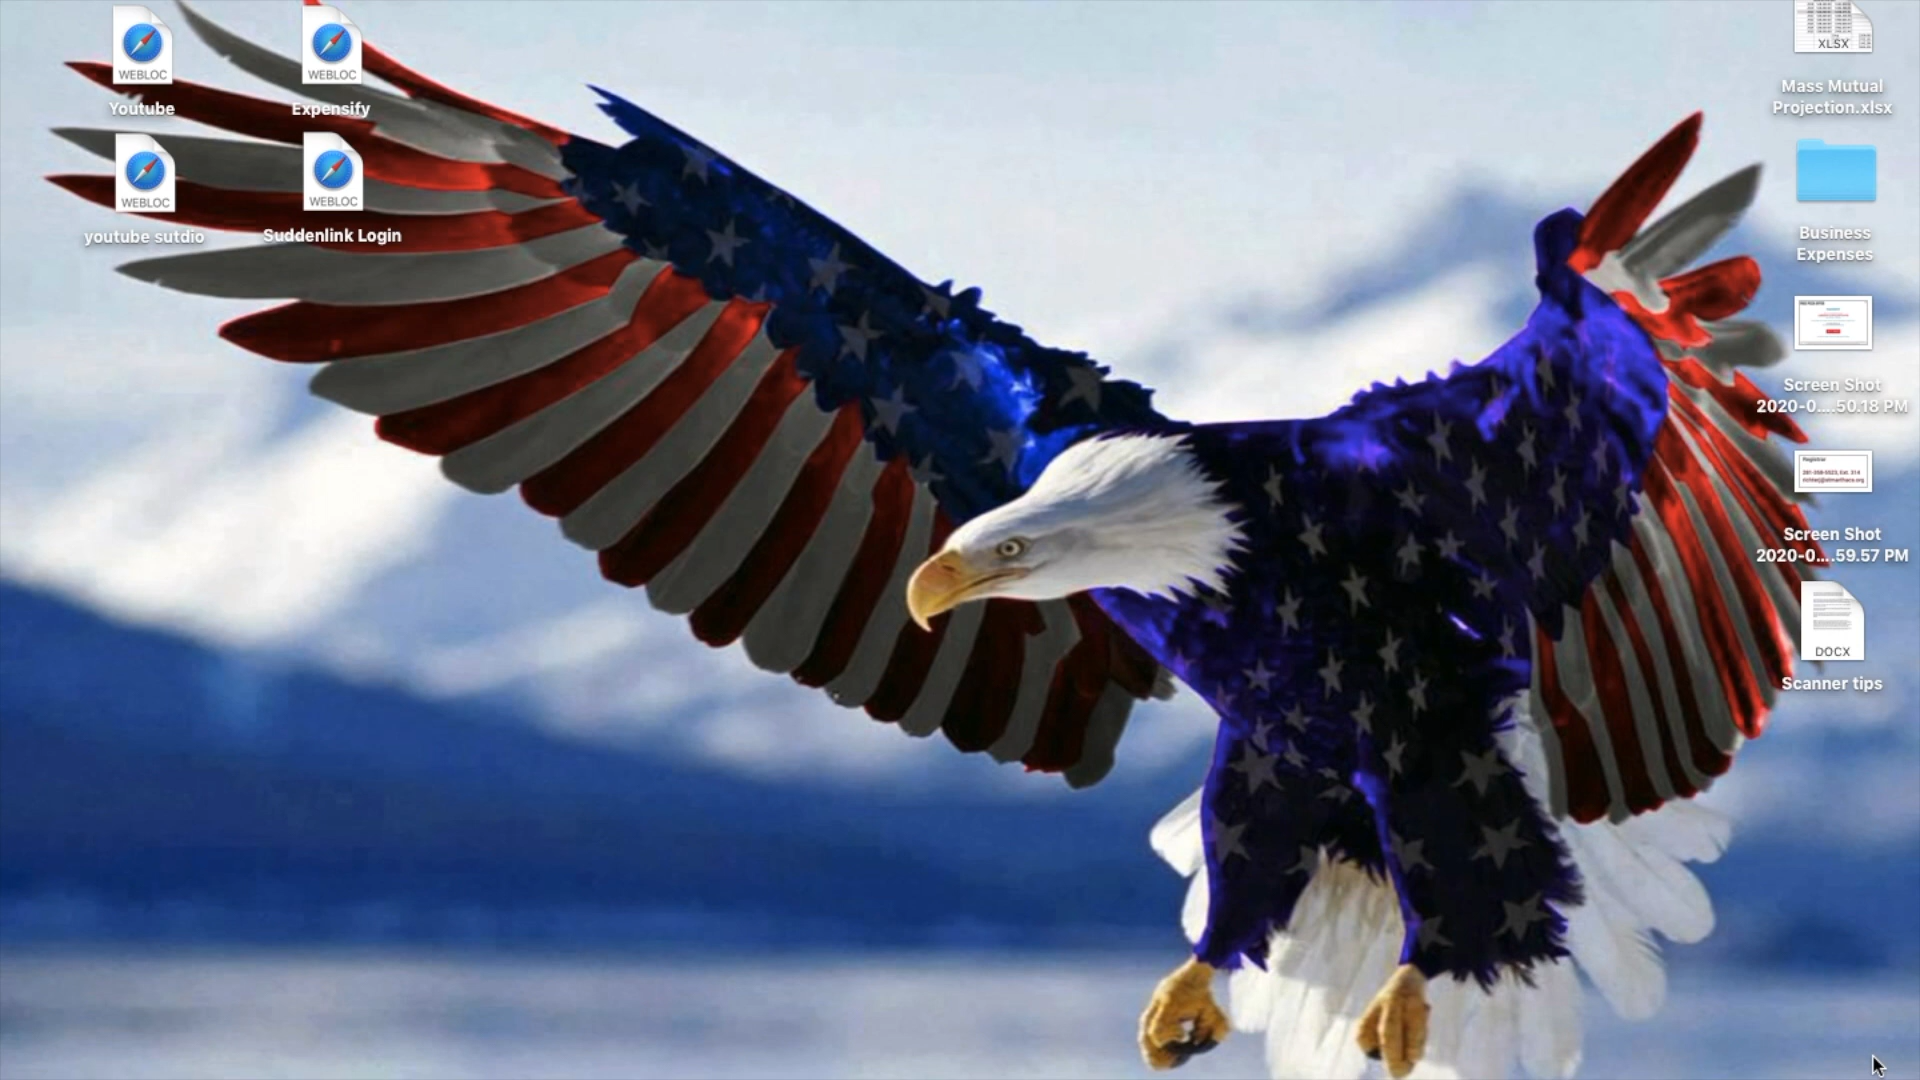 WEBLOC
Youtube
WEBLOC
Expensify
WEBLOC
youtube sutdio
WEBLOC
Suddenlink Login
XLSX
Mass Mutual
Projection.xlsx
Business
Expenses
Screen Shot
2020-0....50.18 PM
Registrar
Screen Shot
2020-0....59.57 PM
DOCX
Scanner tips